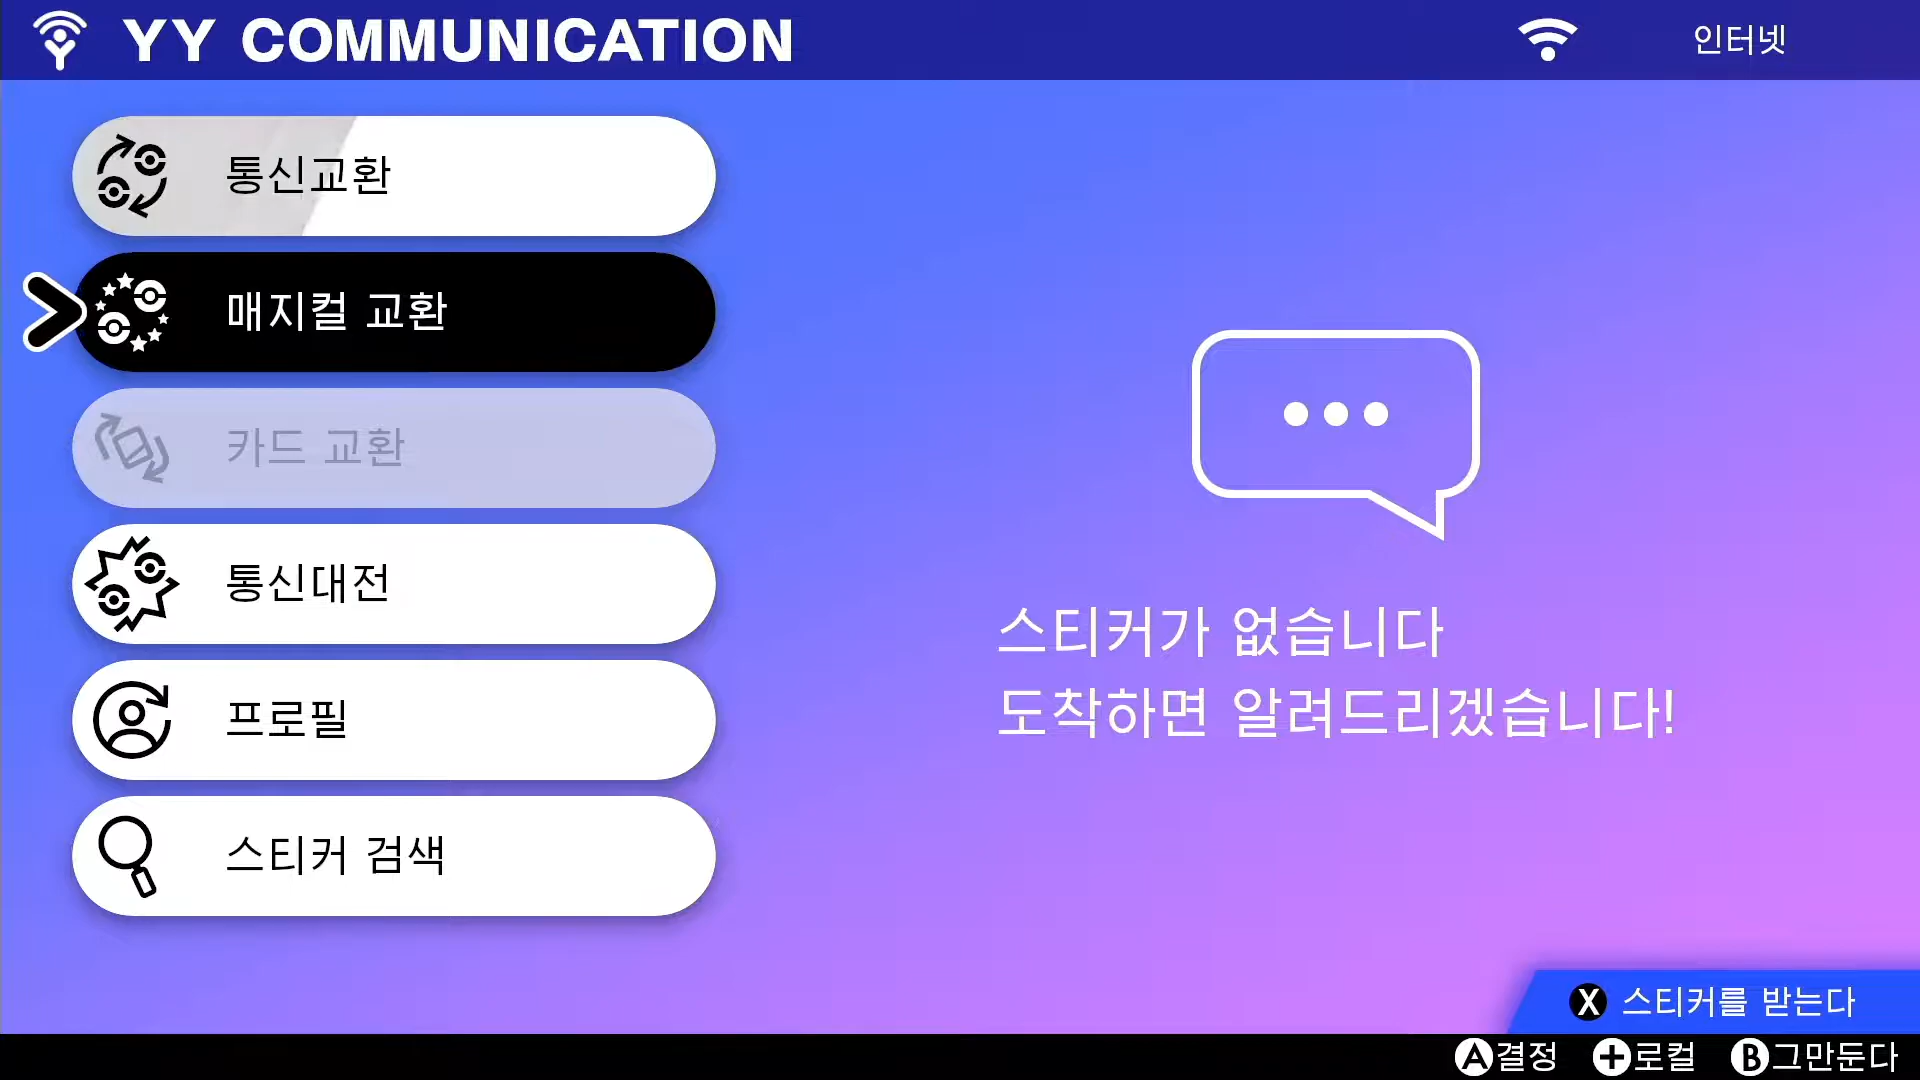 YY COMMUNICATION
인터넷
통신교환
매지컬 교환
카드 교환
통신대전
프로필
스티커 검색
스티커가 없습니다
도착하면 알려드리겠습니다!
X 스티커를 받는다
A 결정 + 로컬 B 그만둔다